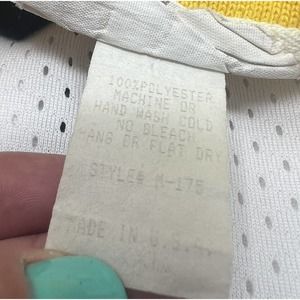 100% POLYESTER
MACHINE OR
HAND WASH COLD
NO BLEACH
HANG OR FLAT DRY
STYLE# M-175
MADE IN U.S.A.